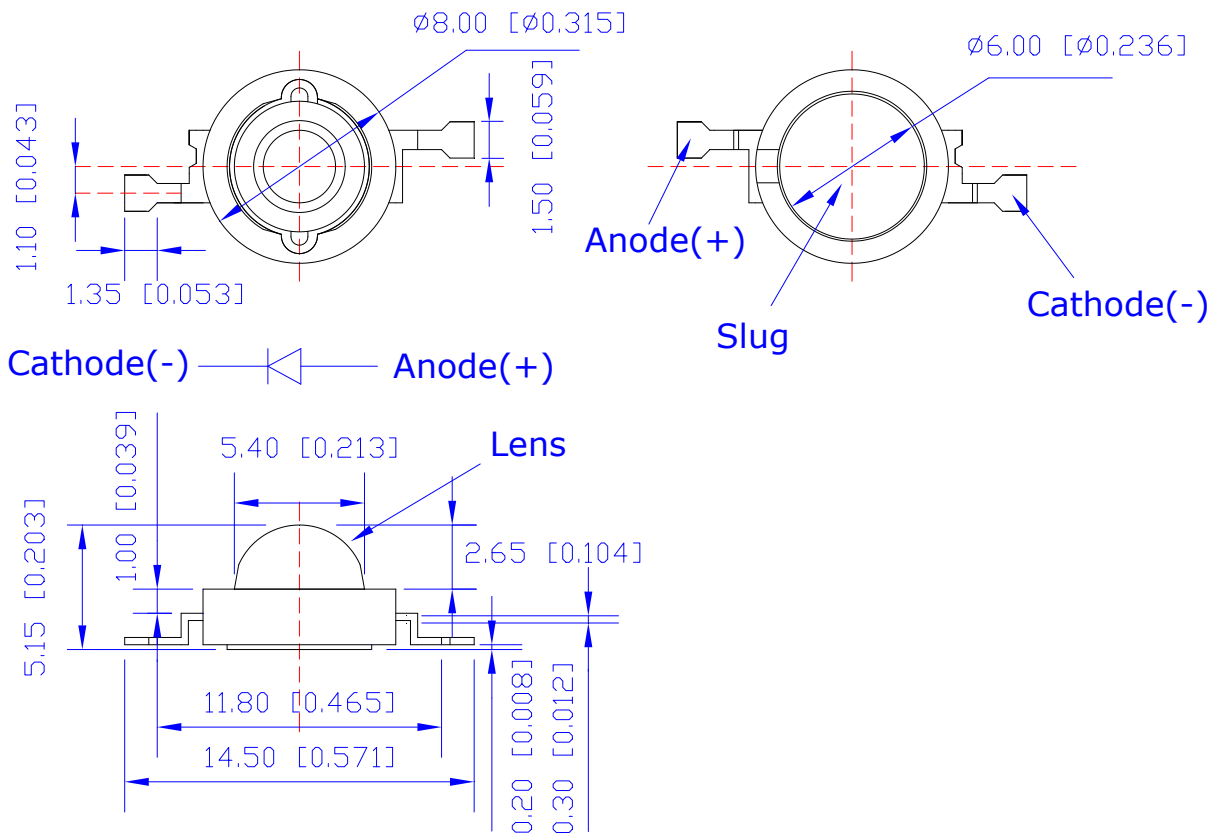 ø8.00 [ø0.315]
ø6.00 [ø0.236]
1.10 [0.043]
1.50 [0.059]
1.35 [0.053]
Anode(+)
Slug
Cathode(-)
Cathode(-)
Anode(+)
5.40 [0.213]
Lens
1.00 [0.039]
5.15 [0.203]
2.65 [0.104]
11.80 [0.465]
14.50 [0.571]
0.20 [0.008]
0.30 [0.012]